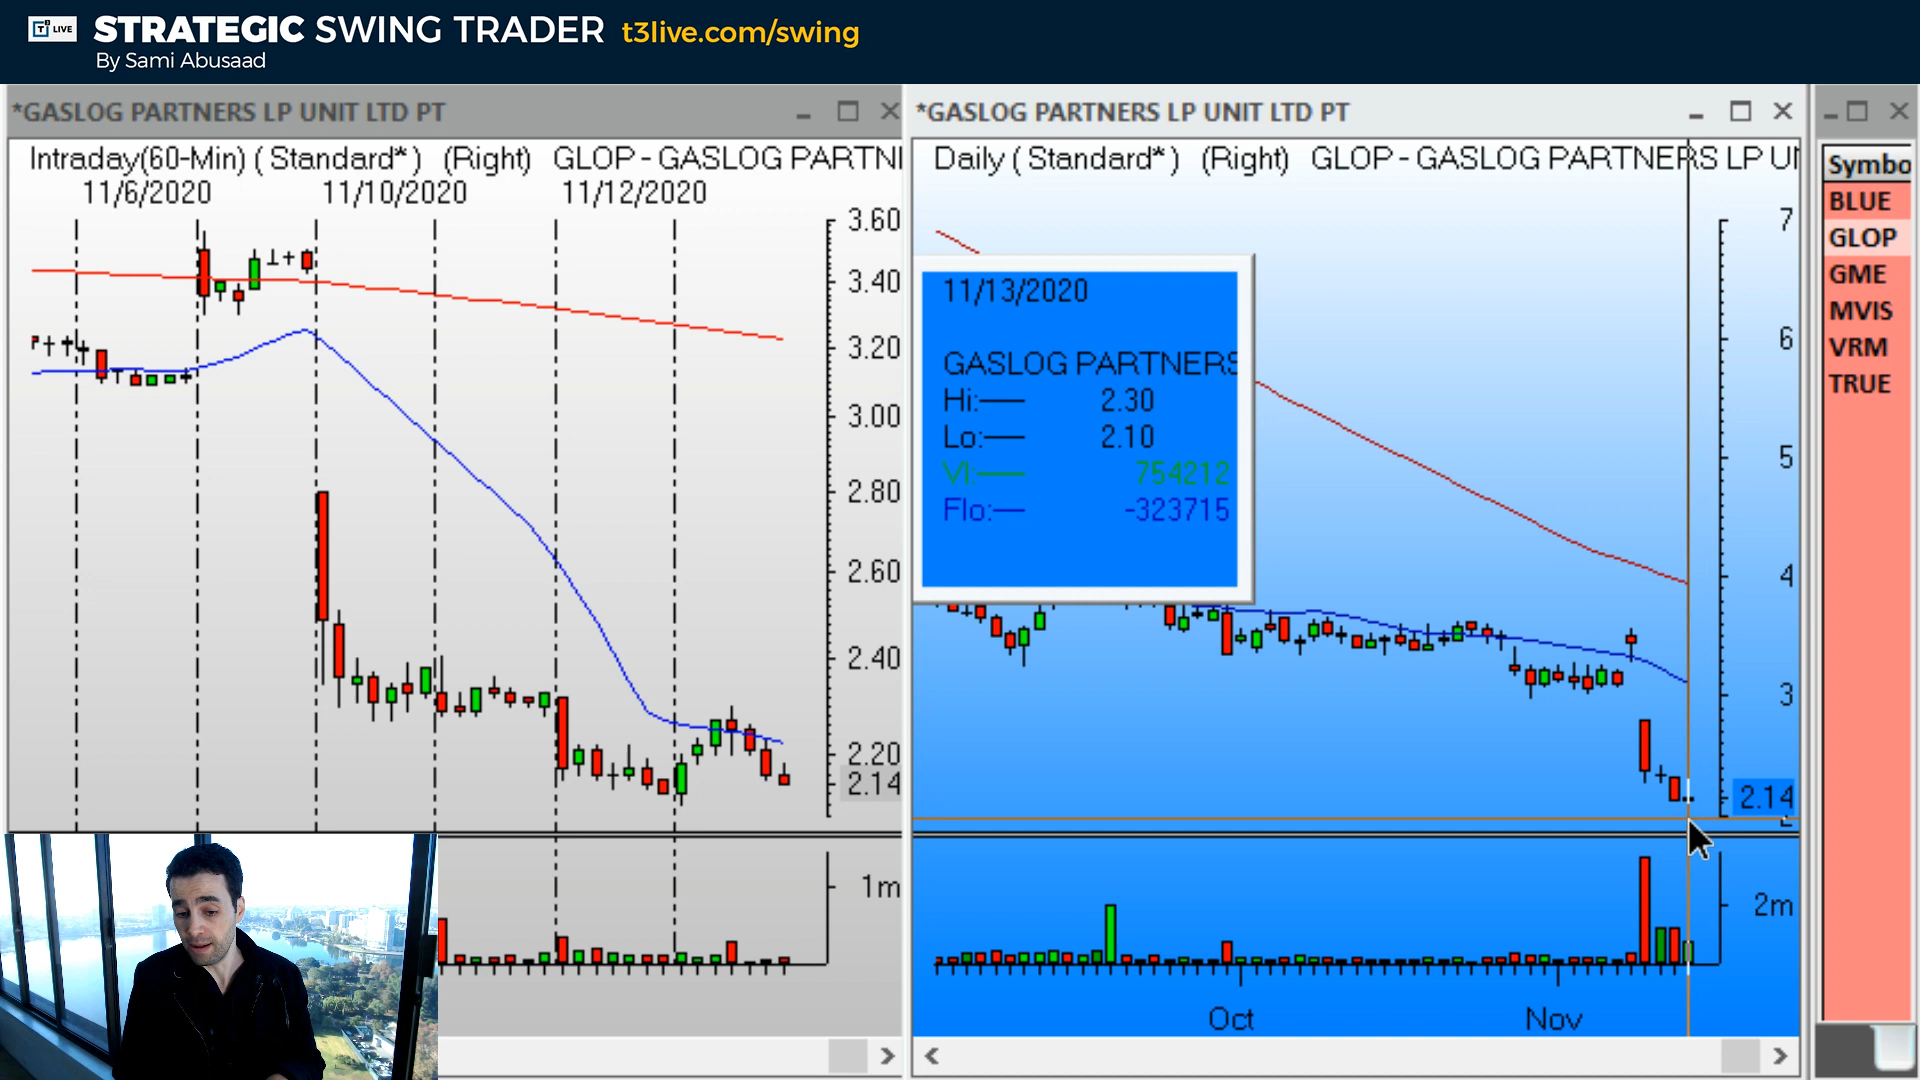 T3 LIVE
STRATEGIC SWING TRADER t3live.com/swing
By Sami Abusaad
*GASLOG PARTNERS LP UNIT LTD PT
Intraday(60-Min) ( Standard* ) (Right) GLOP - GASLOG PARTNI
11/6/2020 11/10/2020 11/12/2020
3.60
3.40
3.20
3.00
2.80
2.60
2.40
2.20
2.14
1m
*GASLOG PARTNERS LP UNIT LTD PT
Daily ( Standard* ) (Right) GLOP - GASLOG PARTNERS LP UI
11/13/2020
GASLOG PARTNERS
Hi: 2.30
Lo: 2.10
Vl: 754212
Flo: -323715
7
6
5
4
3
2.14
2m
Oct Nov
Symbo
BLUE
GLOP
GME
MVIS
VRM
TRUE